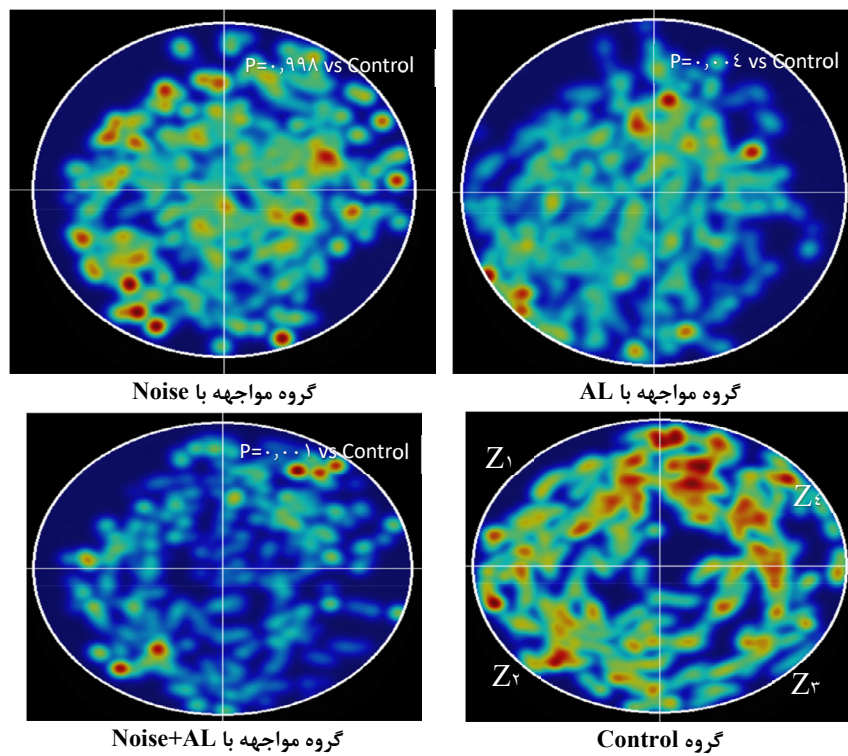 P=۰,۹۹۸ vs Control
P=۰,۰۰٤ vs Control
گروه مواجهه با Noise
گروه مواجهه با AL
P=۰,۰۰۱ vs Control
Z۱
Z٤
Z۲
Z۳
گروه مواجهه با Noise+AL
گروه Control